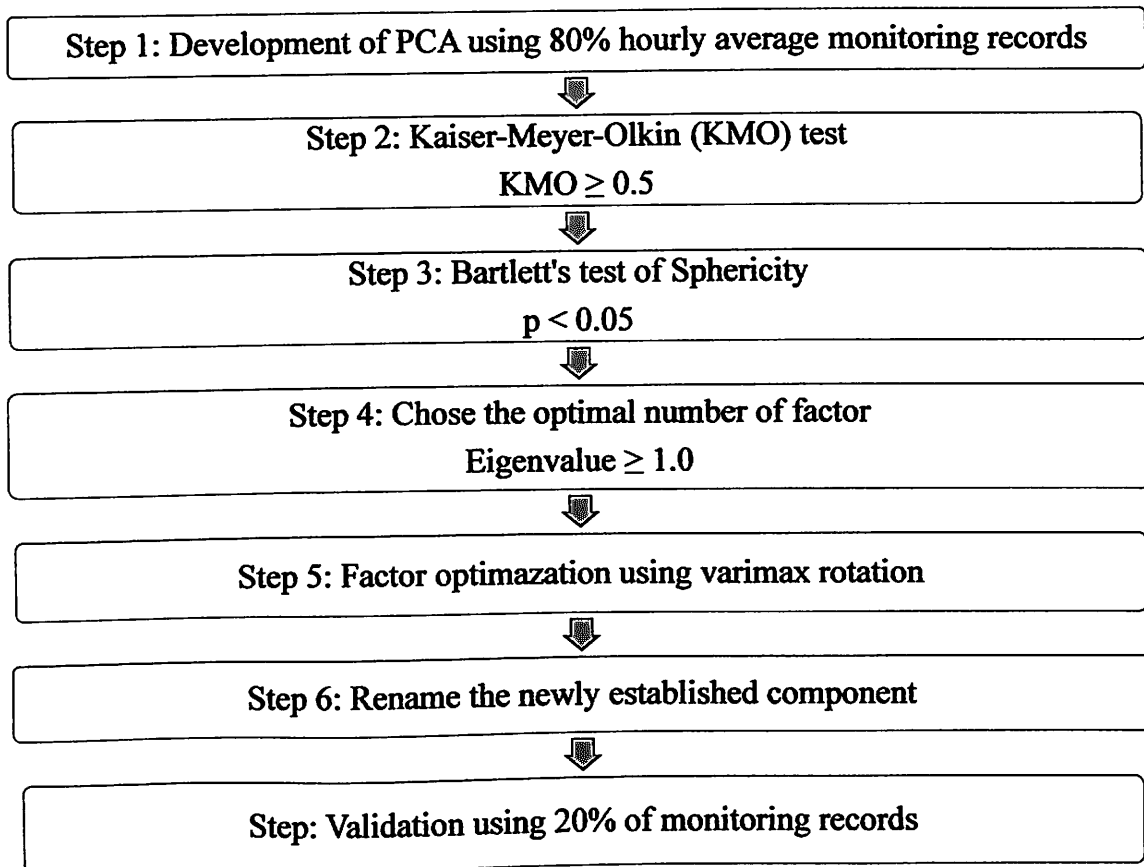 Step 1: Development of PCA using 80% hourly average monitoring records
Step 2: Kaiser-Meyer-Olkin (KMO) test
KMO ≥ 0.5
Step 3: Bartlett's test of Sphericity
p < 0.05
Step 4: Chose the optimal number of factor
Eigenvalue ≥ 1.0
Step 5: Factor optimazation using varimax rotation
Step 6: Rename the newly established component
Step: Validation using 20% of monitoring records